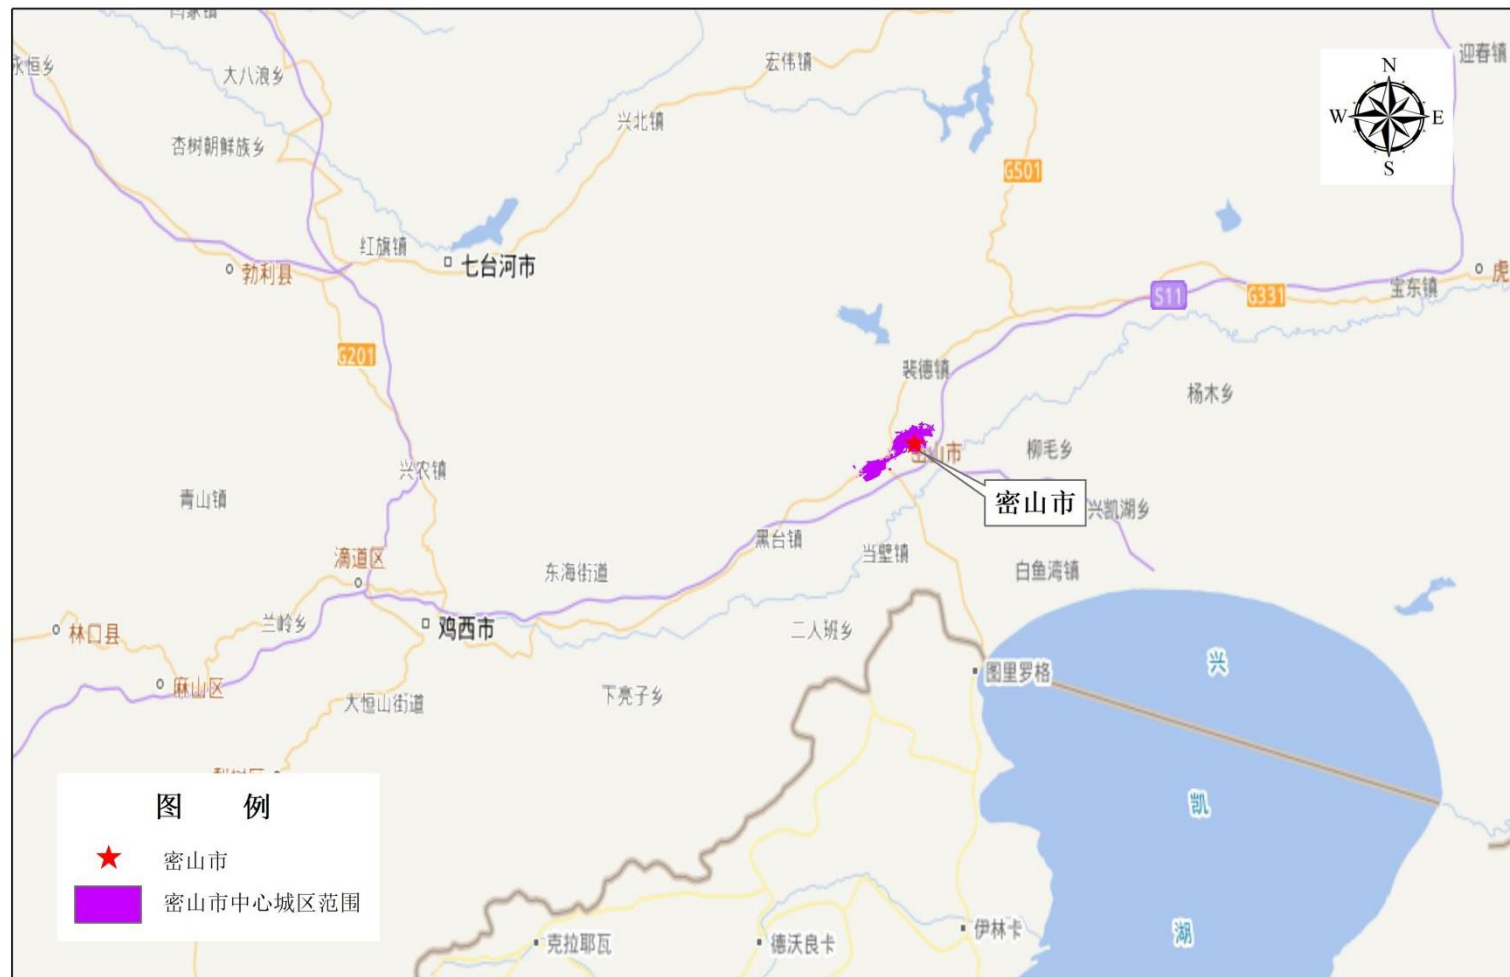 永恒乡
大八浪乡
宏伟镇
迎春镇
兴北镇
杏树朝鲜族乡
N
W
E
S
G501
红旗镇
七台河市
勃利县
S11
G331
宝东镇
虎
G201
裴德镇
杨木乡
柳毛乡
兴农镇
青山镇
密山市
兴凯湖乡
黑台镇
当壁镇
白鱼湾镇
滴道区
东海街道
兰岭乡
鸡西市
林口县
二人班乡
麻山区
大恒山街道
下亮子乡
图里罗格
兴
凯
湖
图 例
密山市
密山市中心城区范围
克拉耶瓦
德沃良卡
伊林卡